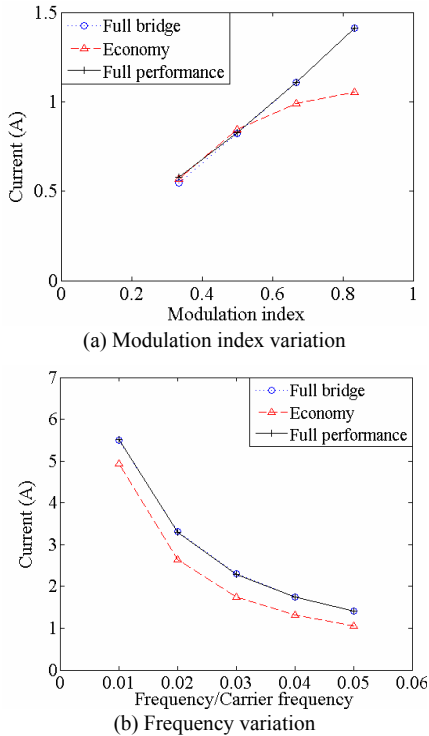 1.5
Full bridge
Economy
Full performance
1
0.5
0
Current (A)
0 0.2 0.4 0.6 0.8 1
Modulation index
(a) Modulation index variation
7
6
5
4
3
2
1
0
Full bridge
Economy
Full performance
Current (A)
0 0.01 0.02 0.03 0.04 0.05 0.06
Frequency/Carrier frequency
(b) Frequency variation